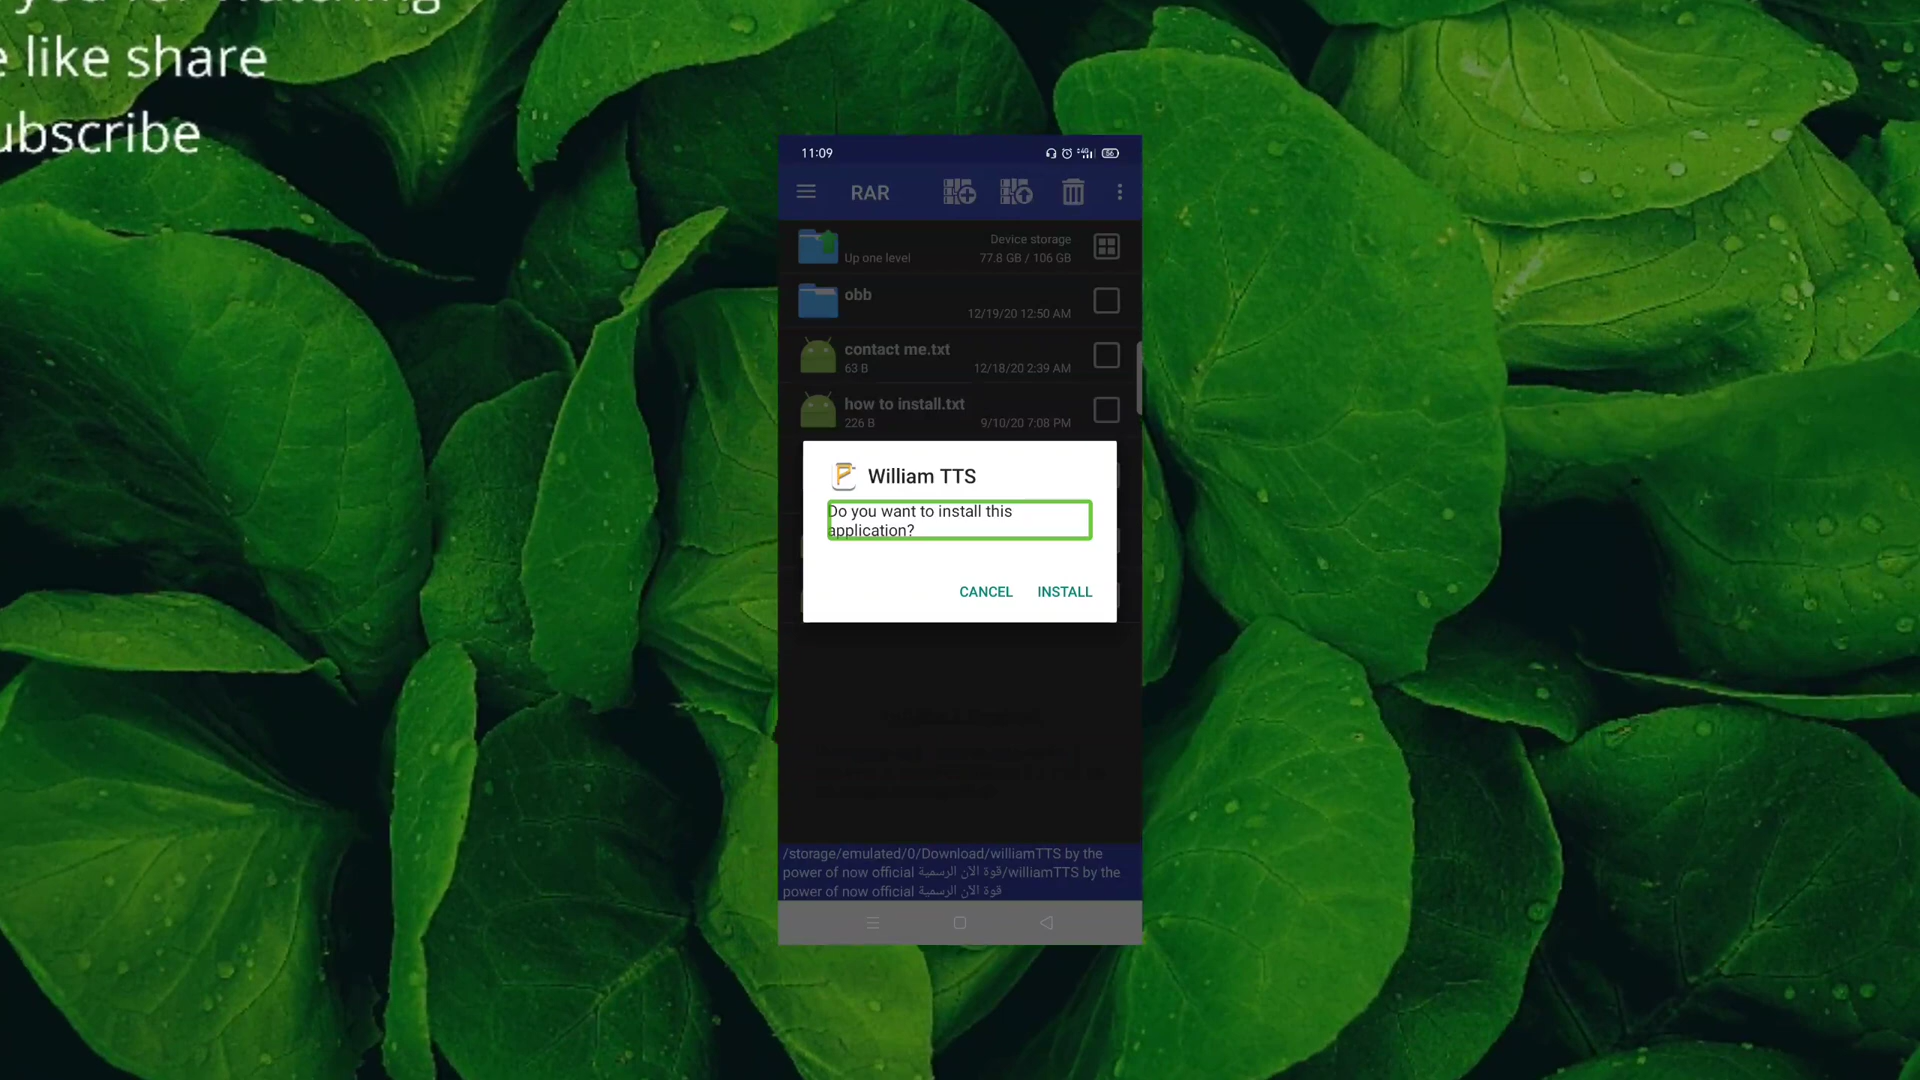 you for watching
e like share
ubscribe
11:09
RAR
Device storage
Up one level
77.8 GB / 106 GB
obb
12/19/20 12:50 AM
contact me.txt
63 B
12/18/20 2:39 AM
how to install.txt
226 B
9/10/20 7:08 PM
William TTS
Do you want to install this
application?
CANCEL
INSTALL
/storage/emulated/0/Download/williamTTS by the
power of now official قوة الآن الرسمية/williamTTS by the
power of now official قوة الآن الرسمية